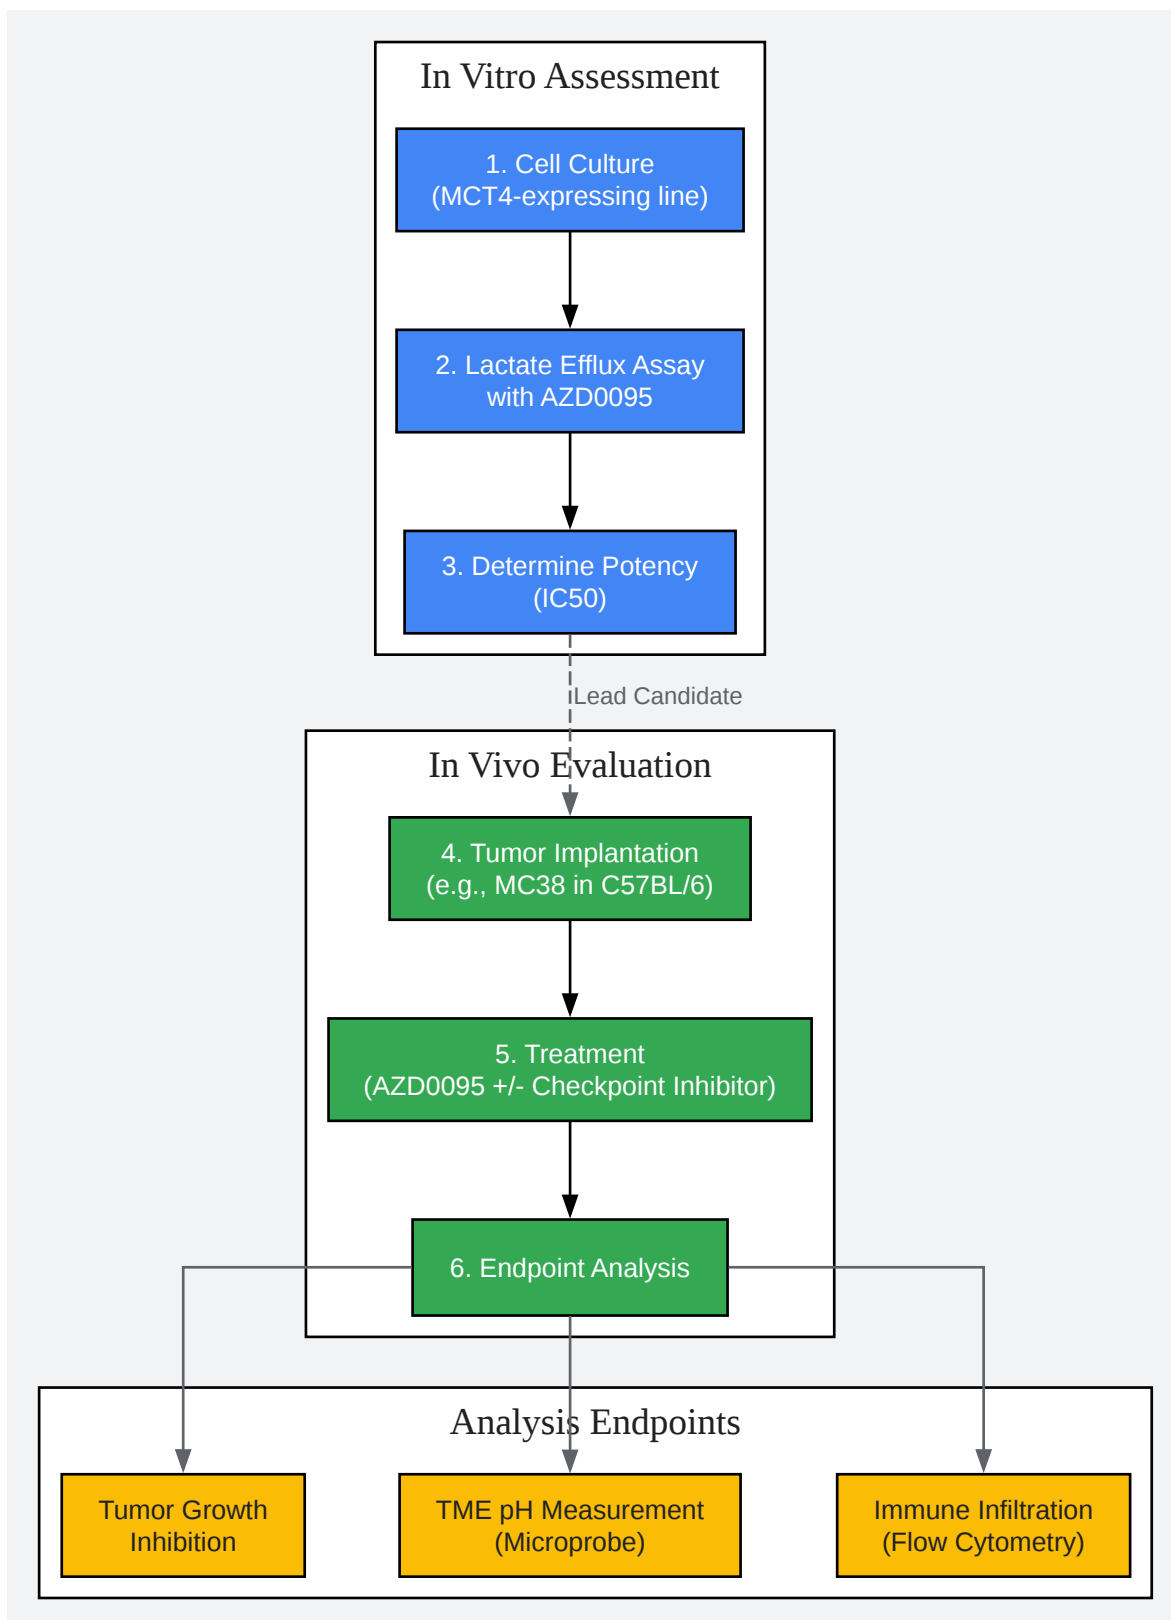 In Vitro Assessment
1. Cell Culture
(MCT4-expressing line)
2. Lactate Efflux Assay
with AZD0095
3. Determine Potency
(IC50)
Lead Candidate
In Vivo Evaluation
4. Tumor Implantation
(e.g., MC38 in C57BL/6)
5. Treatment
(AZD0095 +/- Checkpoint Inhibitor)
6. Endpoint Analysis
Analysis Endpoints
Tumor Growth
Inhibition
TME pH Measurement
(Microprobe)
Immune Infiltration
(Flow Cytometry)